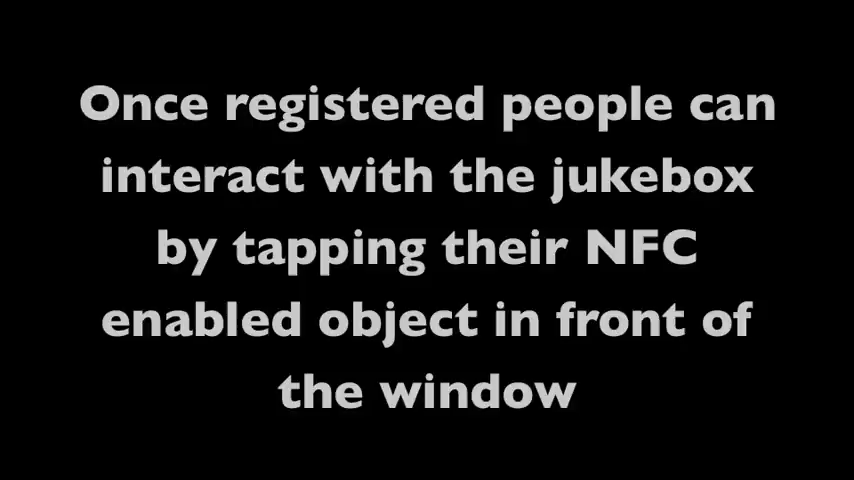 Once registered people can
interact with the jukebox
by tapping their NFC
enabled object in front of
the window